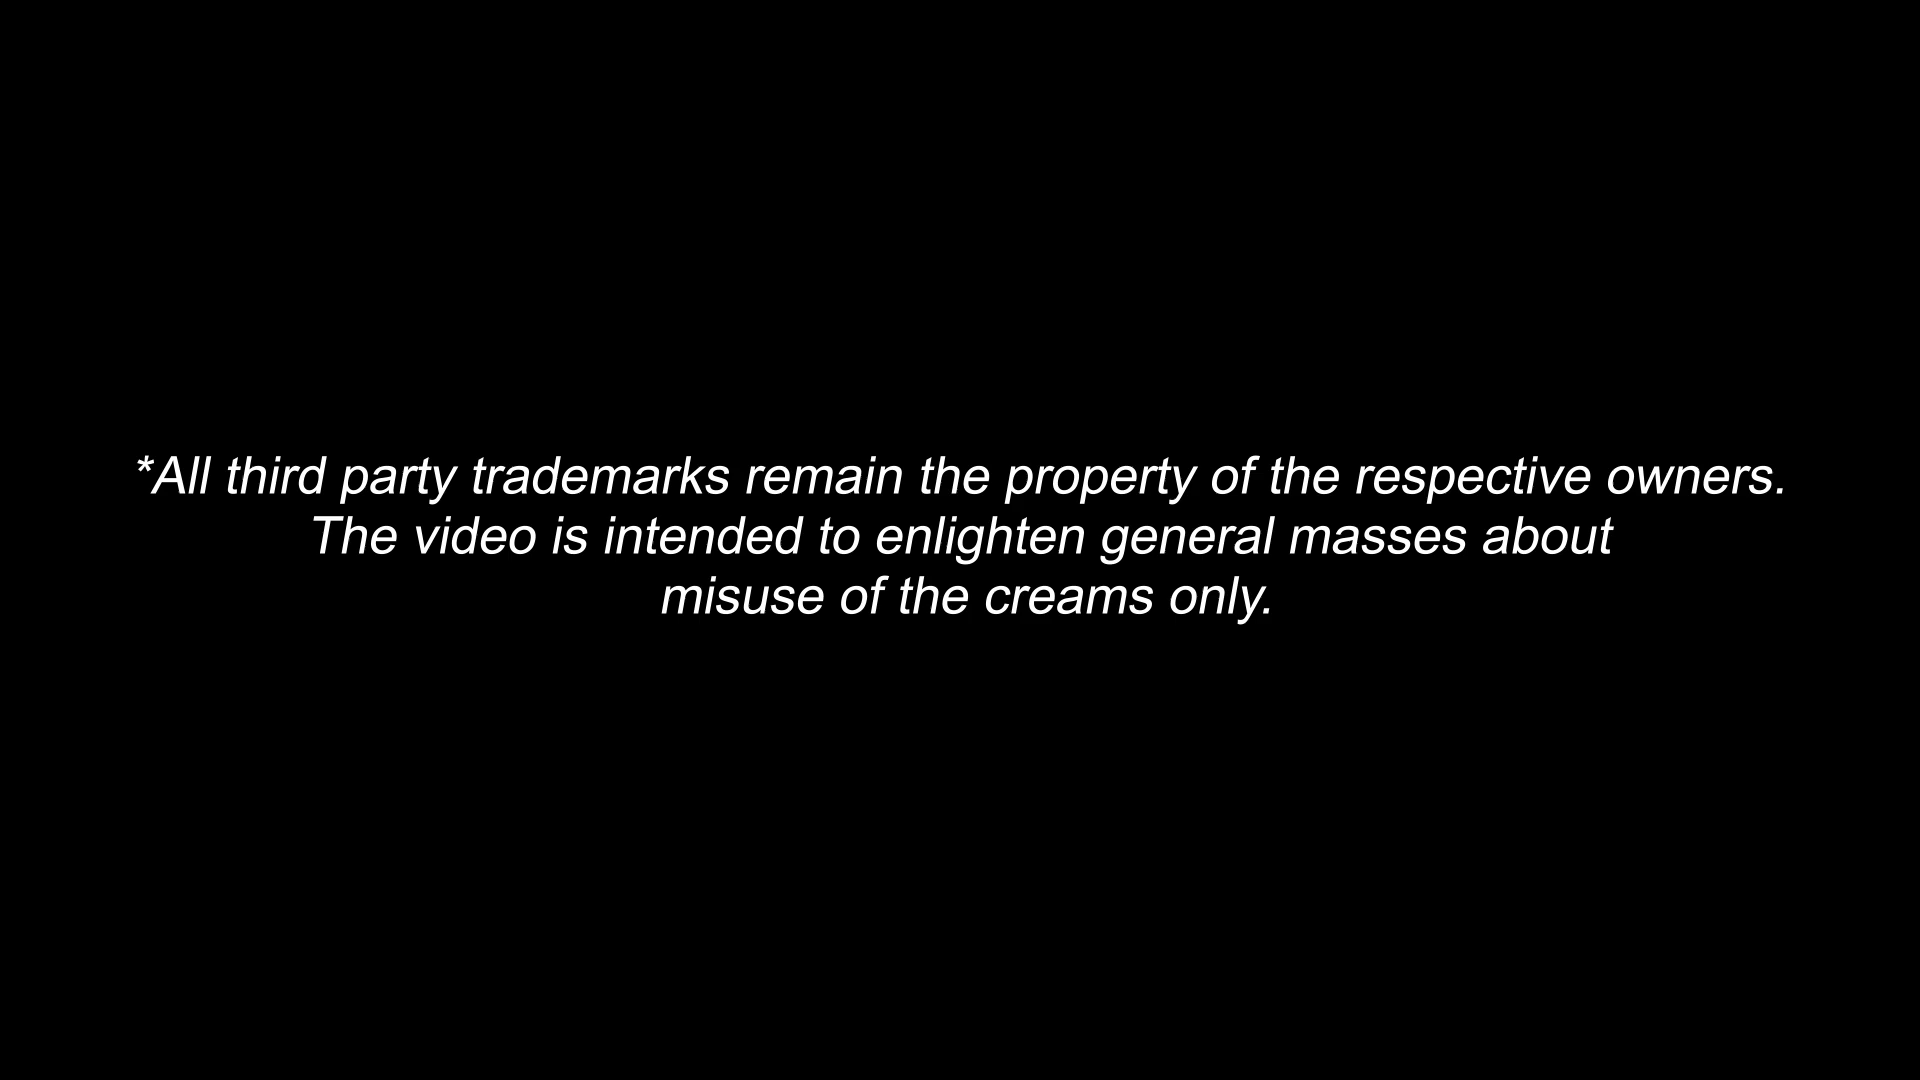 *All third party trademarks remain the property of the respective owners.
The video is intended to enlighten general masses about
misuse of the creams only.